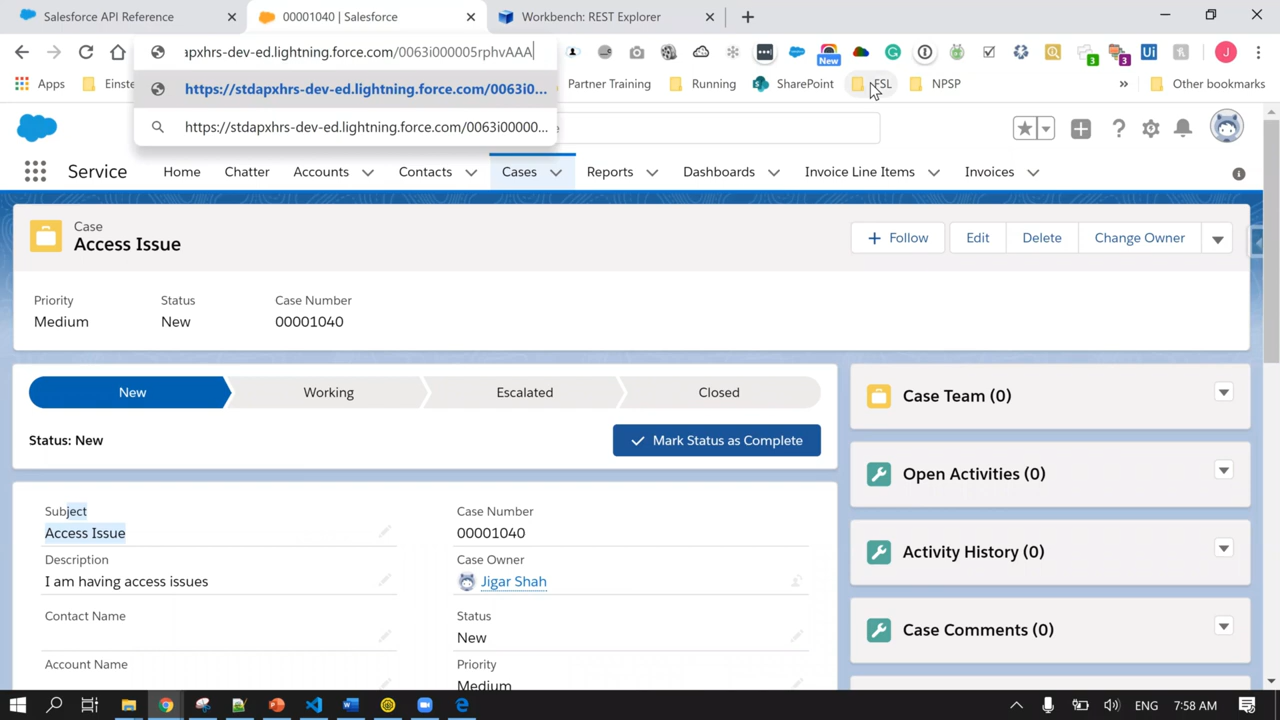 Salesforce API Reference
00001040 | Salesforce
Workbench: REST Explorer
apxhrs-dev-ed.lightning.force.com/0063i000005rphvAAA
New
3
3
Ui
J
Apps
Einste
Partner Training
Running
SharePoint
FSL
NPSP
»
Other bookmarks
https://stdapxhrs-dev-ed.lightning.force.com/0063i0...
https://stdapxhrs-dev-ed.lightning.force.com/0063i00000...
Service
Home
Chatter
Accounts
Contacts
Cases
Reports
Dashboards
Invoice Line Items
Invoices
Case
Access Issue
+ Follow
Edit
Delete
Change Owner
Priority
Status
Case Number
Medium
New
00001040
New
Working
Escalated
Closed
Status: New
Mark Status as Complete
Case Team (0)
Open Activities (0)
Activity History (0)
Case Comments (0)
Subject
Access Issue
Description
I am having access issues
Contact Name
Account Name
Case Number
00001040
Case Owner
Jigar Shah
Status
New
Priority
Medium
ENG
7:58 AM